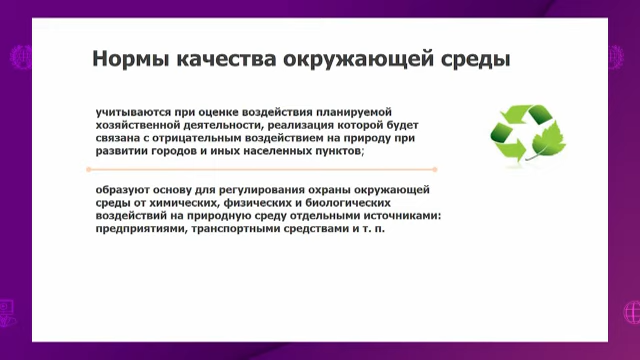 Нормы качества окружающей среды
учитываются при оценке воздействия планируемой
хозяйственной деятельности, реализация которой будет
связана с отрицательным воздействием на природу при
развитии городов и иных населенных пунктов;
образуют основу для регулирования охраны окружающей
среды от химических, физических и биологических
воздействий на природную среду отдельными источниками:
предприятиями, транспортными средствами и т. п.